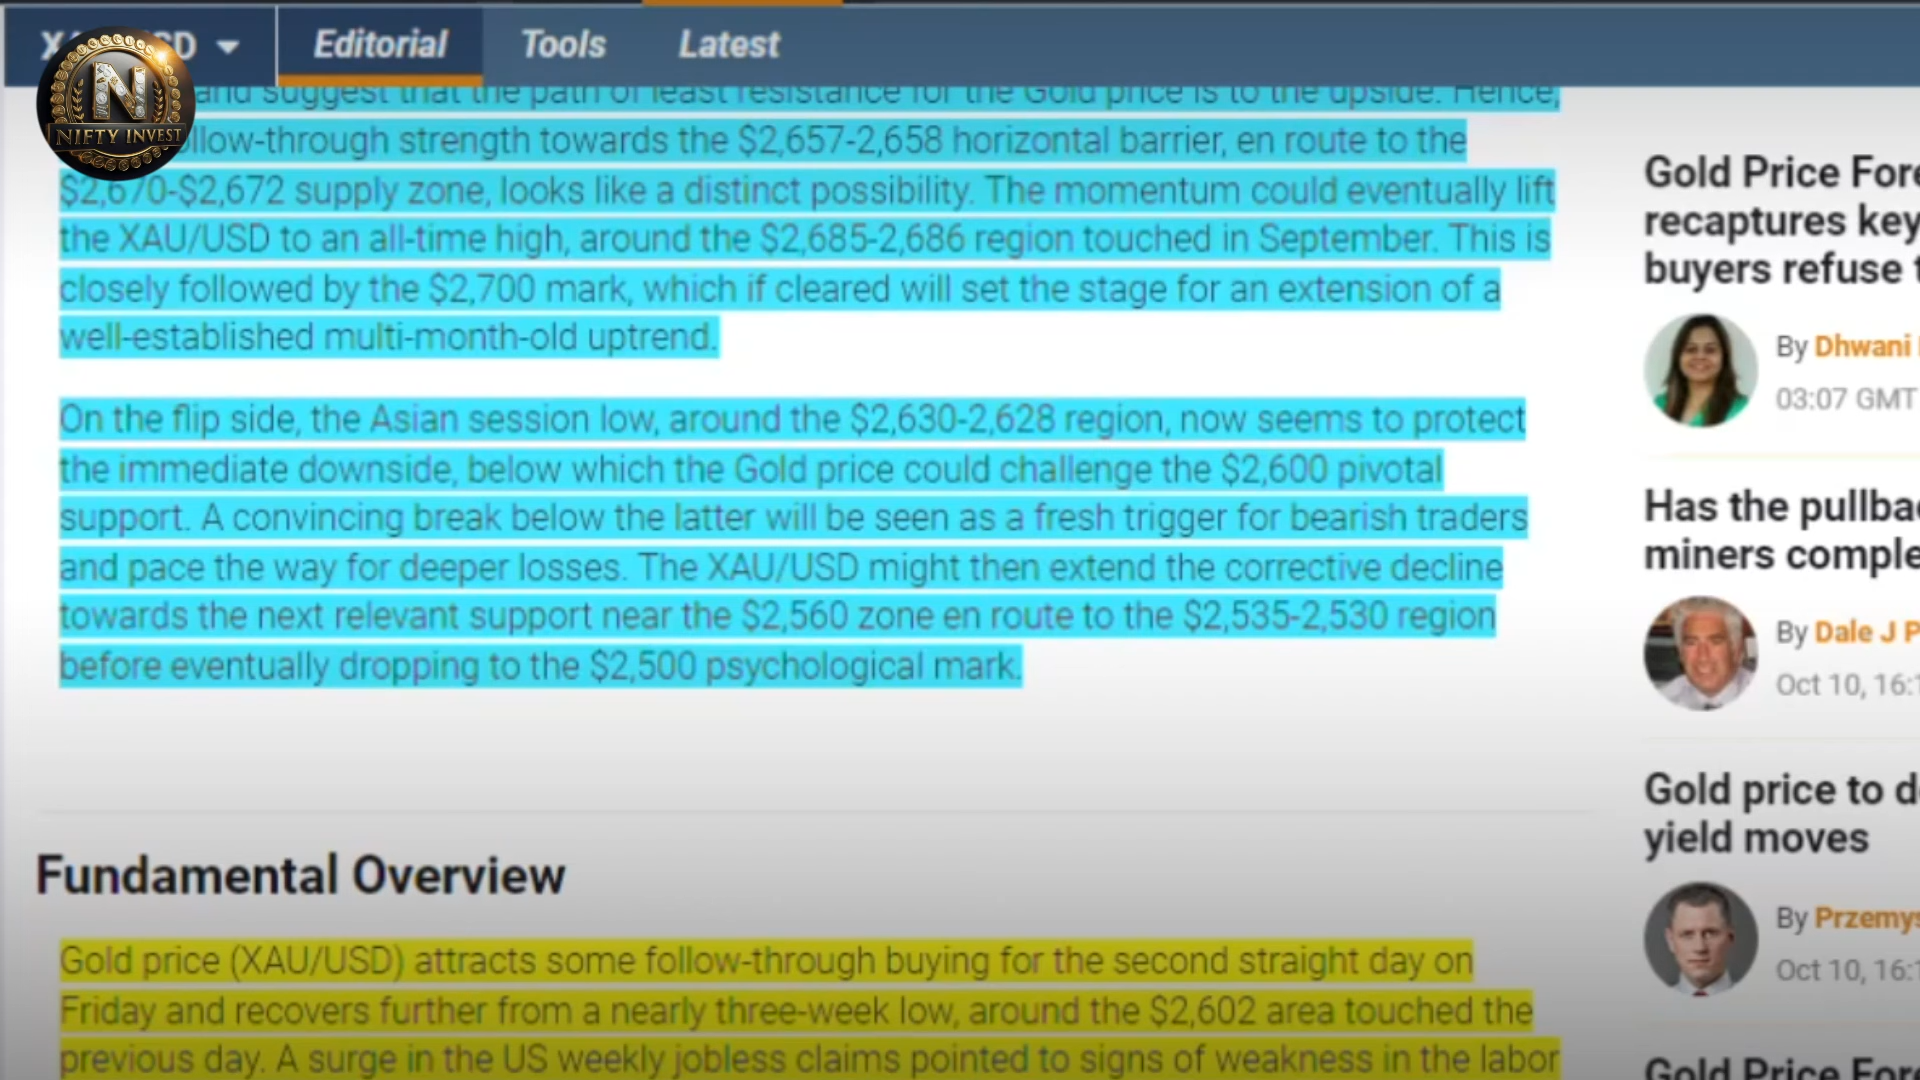 Editorial
Tools
Latest
NIFTY INVEST
and suggest that the path of least resistance for the Gold price is to the upside. Hence,
llow-through strength towards the $2,657-2,658 horizontal barrier, en route to the
$2,670-$2,672 supply zone, looks like a distinct possibility. The momentum could eventually lift
the XAU/USD to an all-time high, around the $2,685-2,686 region touched in September. This is
closely followed by the $2,700 mark, which if cleared will set the stage for an extension of a
well-established multi-month-old uptrend.
On the flip side, the Asian session low, around the $2,630-2,628 region, now seems to protect
the immediate downside, below which the Gold price could challenge the $2,600 pivotal
support. A convincing break below the latter will be seen as a fresh trigger for bearish traders
and pace the way for deeper losses. The XAU/USD might then extend the corrective decline
towards the next relevant support near the $2,560 zone en route to the $2,535-2,530 region
before eventually dropping to the $2,500 psychological mark.
Fundamental Overview
Gold price (XAU/USD) attracts some follow-through buying for the second straight day on
Friday and recovers further from a nearly three-week low, around the $2,602 area touched the
previous day. A surge in the US weekly jobless claims pointed to signs of weakness in the labor
Gold Price Fore
recaptures key
buyers refuse t
By Dhwani
03:07 GMT
Has the pullba
miners comple
By Dale J P
Oct 10, 16:1
Gold price to d
yield moves
By Przemys
Oct 10, 16:1
Gold Price Fore